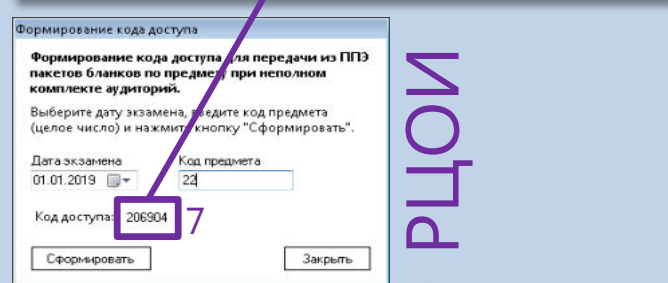 Формирование кода доступа
Формирование кода доступа для передачи из ППЭ
пакетов бланков по предмету при неполном
комплекте аудиторий.
Выберите дату экзамена, введите код предмета
(целое число) и нажмите кнопку "Сформировать".
Дата экзамена Код предмета
01.01.2019 22
Код доступа: 206904 7
Сформировать Закрыть
РЦОИ